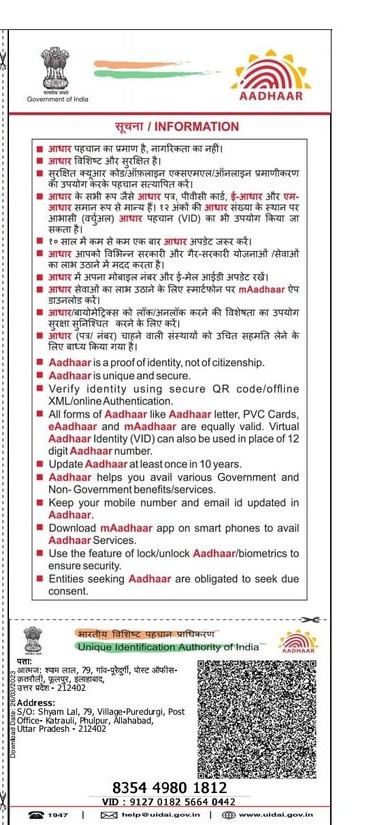 Government of India
AADHAAR
सूचना / INFORMATION
आधार पहचान का प्रमाण है, नागरिकता का नहीं।
आधार विशिष्ट और सुरक्षित है।
सुरक्षित क्यूआर कोड/ऑफलाइन एक्सएमएल/ऑनलाइन प्रमाणीकरण
का उपयोग करके पहचान सत्यापित करें।
आधार के सभी रूप जैसे आधार पत्र, पीवीसी कार्ड, ई-आधार और एम-
आधार समान रूप से मान्य हैं। १२ अंकों की आधार संख्या के स्थान पर
आभासी (वर्चुअल) आधार पहचान (VID) का भी उपयोग किया जा
सकता है।
१० साल में कम से कम एक बार आधार अपडेट जरूर करें।
आधार आपको विभिन्न सरकारी और गैर-सरकारी योजनाओं /सेवाओं
का लाभ उठाने में मदद करता है।
आधार में अपना मोबाइल नंबर और ई-मेल आईडी अपडेट रखें।
आधार सेवाओं का लाभ उठाने के लिए स्मार्टफोन पर mAadhaar ऐप
डाउनलोड करें।
आधार/बायोमेट्रिक्स को लॉक/अनलॉक करने की विशेषता का उपयोग
सुरक्षा सुनिश्चित करने के लिए करें।
आधार (पत्र/ नंबर) चाहने वाली संस्थाओं को उचित सहमति लेने के
लिए बाध्य किया गया है।
Aadhaar is a proof of identity, not of citizenship.
Aadhaar is unique and secure.
Verify identity using secure QR code/offline
XML/online Authentication.
All forms of Aadhaar like Aadhaar letter, PVC Cards,
eAadhaar and mAadhaar are equally valid. Virtual
Aadhaar Identity (VID) can also be used in place of 12
digit Aadhaar number.
Update Aadhaar at least once in 10 years.
Aadhaar helps you avail various Government and
Non- Government benefits/services.
Keep your mobile number and email id updated in
Aadhaar.
Download mAadhaar app on smart phones to avail
Aadhaar Services.
Use the feature of lock/unlock Aadhaar/biometrics to
ensure security.
Entities seeking Aadhaar are obligated to seek due
consent.
भारतीय विशिष्ट पहचान प्राधिकरण
Unique Identification Authority of India
AADHAAR
पता:
आत्मज: श्याम लाल, 79, गांव-पूरेदुर्गी, पोस्ट ऑफीस-
कतरौली, फूलपुर, इलाहाबाद,
उत्तर प्रदेश - 212402
Address:
S/O: Shyam Lal, 79, Village-Puredurgi, Post
Office- Katrauli, Phulpur, Allahabad,
Uttar Pradesh - 212402
Download Date:
8354 4980 1812
VID : 9127 0182 5664 0442
1947 | help@uidai.gov.in | www.uidai.gov.in